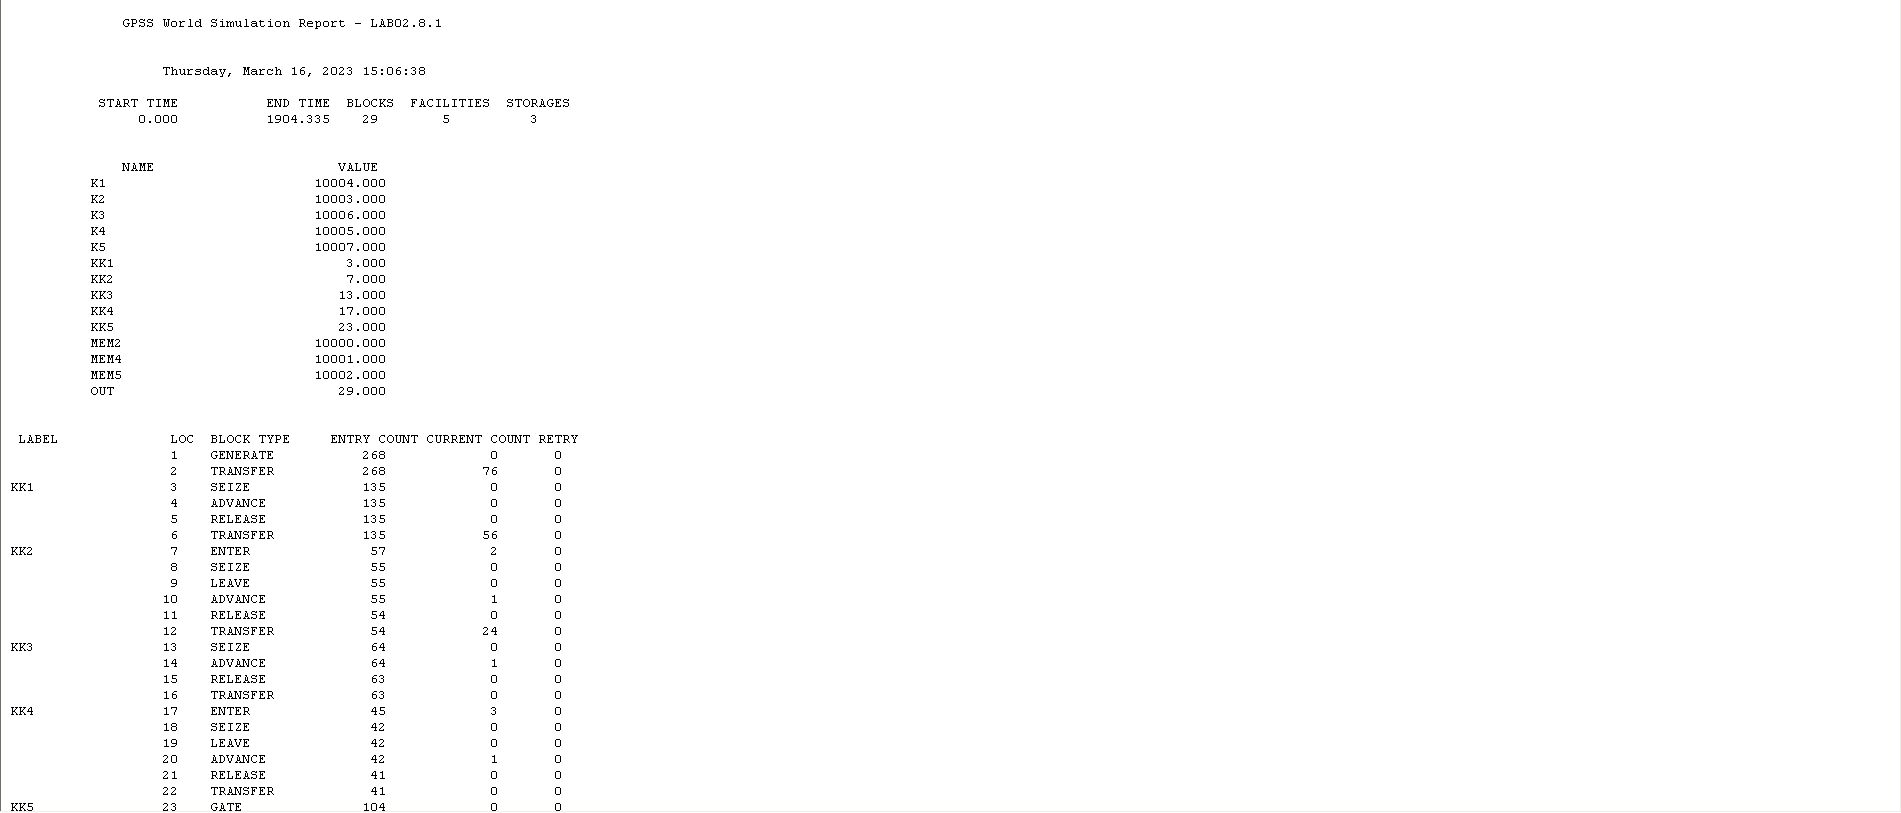 GPSS World Simulation Report - LAB02.8.1
Thursday, March 16, 2023 15:06:38
START TIME END TIME BLOCKS FACILITIES STORAGES
0.000 1904.335 29 5 3
NAME VALUE
K1 10004.000
K2 10003.000
K3 10006.000
K4 10005.000
K5 10007.000
KK1 3.000
KK2 7.000
KK3 13.000
KK4 17.000
KK5 23.000
MEM2 10000.000
MEM4 10001.000
MEM5 10002.000
OUT 29.000
LABEL LOC BLOCK TYPE ENTRY COUNT CURRENT COUNT RETRY
1 GENERATE 268 0 0
2 TRANSFER 268 76 0
KK1 3 SEIZE 135 0 0
4 ADVANCE 135 0 0
5 RELEASE 135 0 0
6 TRANSFER 135 56 0
KK2 7 ENTER 57 2 0
8 SEIZE 55 0 0
9 LEAVE 55 0 0
10 ADVANCE 55 1 0
11 RELEASE 54 0 0
12 TRANSFER 54 24 0
KK3 13 SEIZE 64 0 0
14 ADVANCE 64 1 0
15 RELEASE 63 0 0
16 TRANSFER 63 0 0
KK4 17 ENTER 45 3 0
18 SEIZE 42 0 0
19 LEAVE 42 0 0
20 ADVANCE 42 1 0
21 RELEASE 41 0 0
22 TRANSFER 41 0 0
KK5 23 GATE 104 0 0